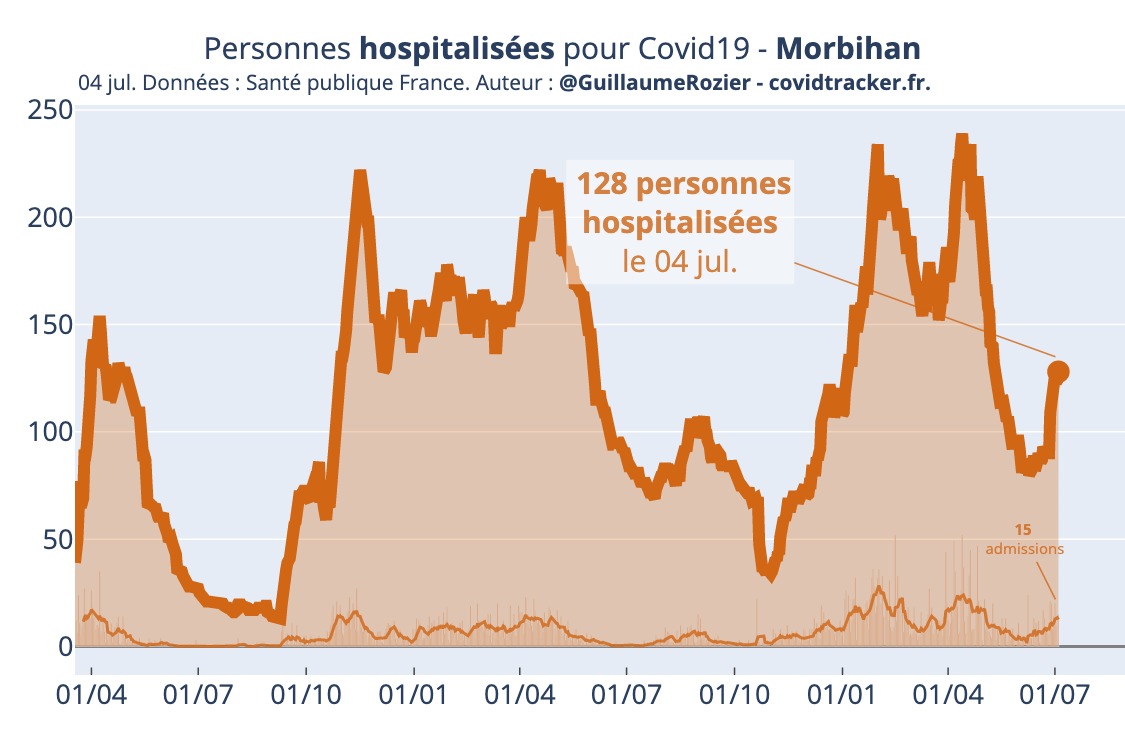 Personnes hospitalisées pour Covid19 - Morbihan
04 jul. Données : Santé publique France. Auteur : @GuillaumeRozier - covidtracker.fr.
250
200
150
100
50
0
128 personnes
hospitalisées
le 04 jul.
15
admissions
01/04 01/07 01/10 01/01 01/04 01/07 01/10 01/01 01/04 01/07